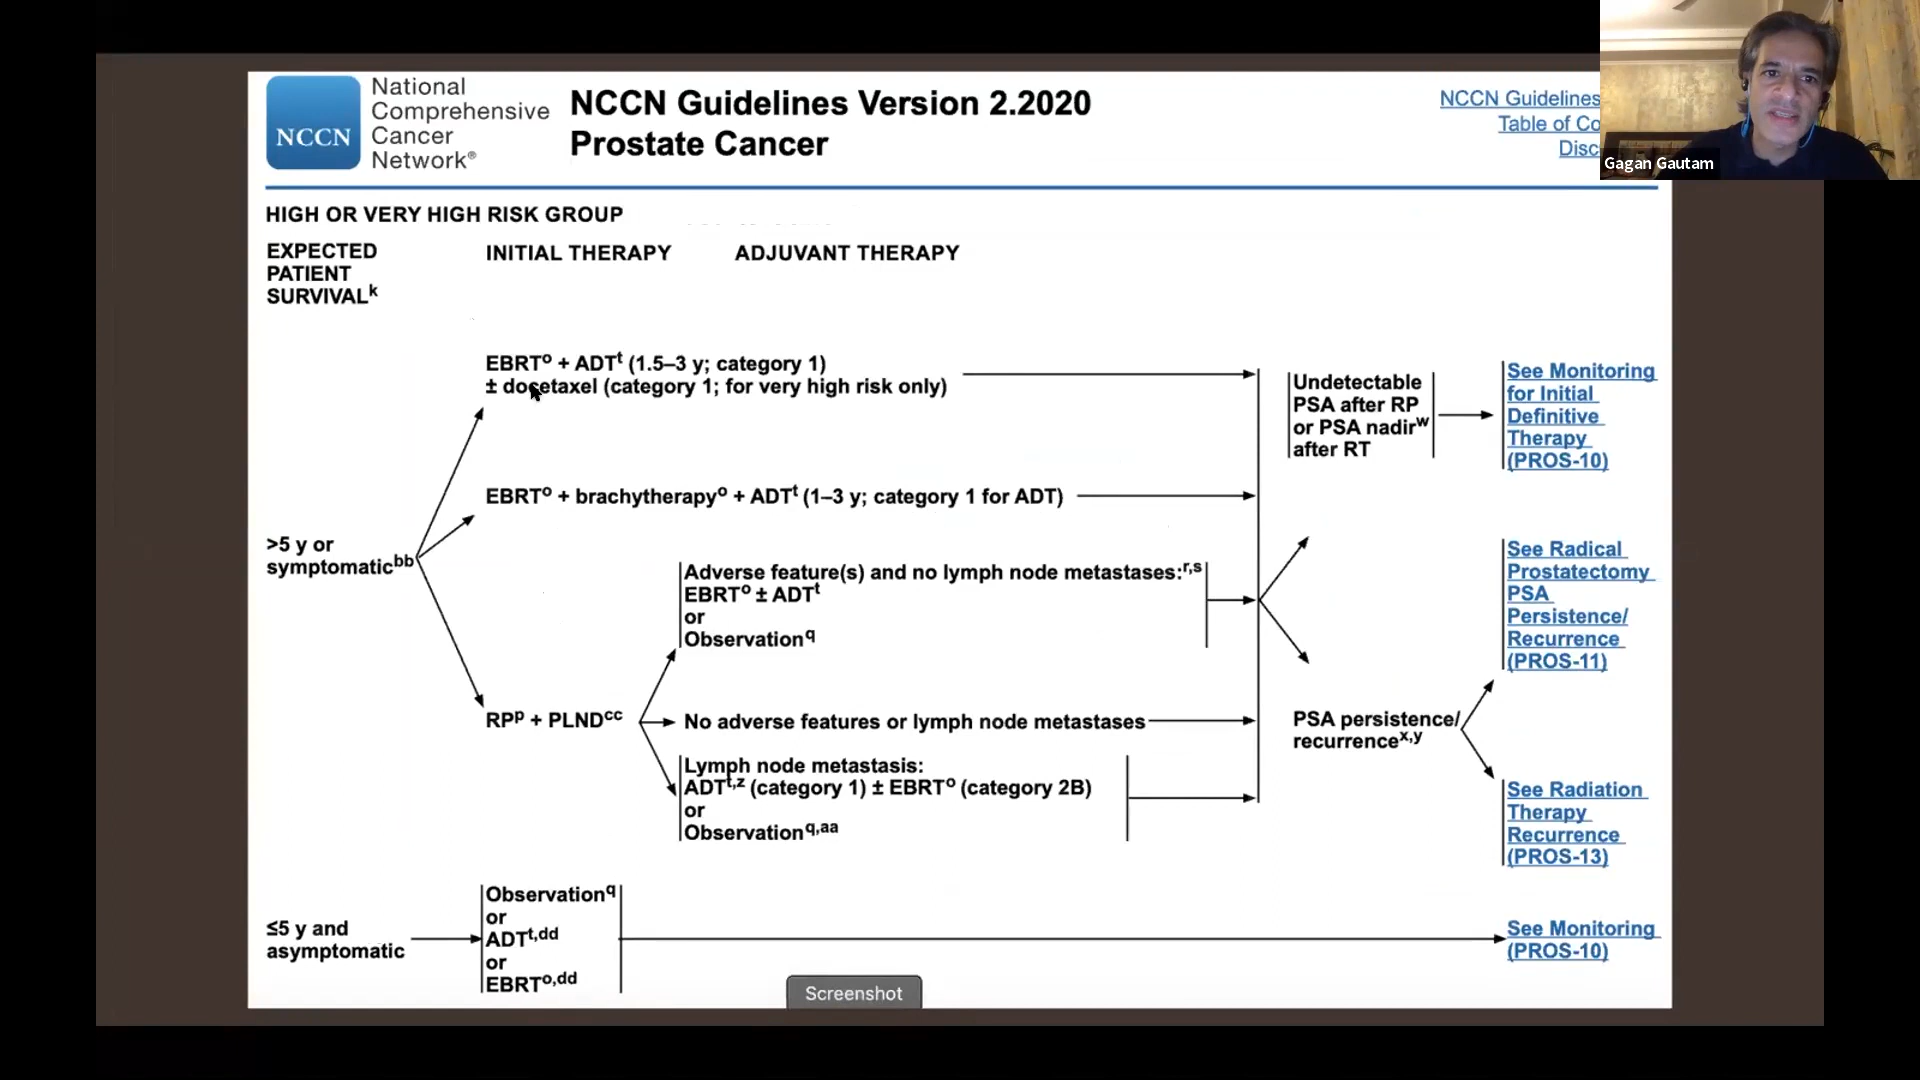 National
Comprehensive
Cancer
Network®
NCCN
NCCN Guidelines Version 2.2020
Prostate Cancer
NCCN Guidelines
Table of Co
Disc
Gagan Gautam
HIGH OR VERY HIGH RISK GROUP
EXPECTED
PATIENT
SURVIVALk
INITIAL THERAPY
ADJUVANT THERAPY
EBRTo + ADTt (1.5–3 y; category 1)
± docetaxel (category 1; for very high risk only)
Undetectable
PSA after RP
or PSA nadirw
after RT
See Monitoring
for Initial
Definitive
Therapy
(PROS-10)
EBRTo + brachytherapyo + ADTt (1–3 y; category 1 for ADT)
>5 y or
symptomaticbb
Adverse feature(s) and no lymph node metastases:r,s
EBRTo ± ADTt
or
Observationq
See Radical
Prostatectomy
PSA
Persistence/
Recurrence
(PROS-11)
RPp + PLNDcc
No adverse features or lymph node metastases
PSA persistence/
recurrencex,y
Lymph node metastasis:
ADTt,z (category 1) ± EBRTo (category 2B)
or
Observationq,aa
See Radiation
Therapy
Recurrence
(PROS-13)
≤5 y and
asymptomatic
Observationq
or
ADTt,dd
or
EBRTo,dd
See Monitoring
(PROS-10)
Screenshot